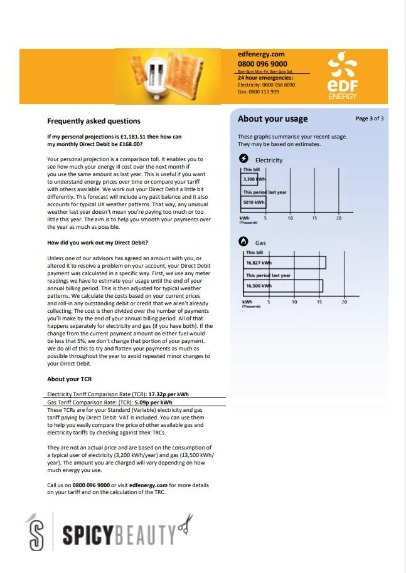 edfenergy.com
0800 096 9000
8am-8pm Mon-Fri, 8am-2pm Sat
24 hour emergencies:
Electricity: 0800 056 8090
Gas: 0800 111 999
eDF
ENERGY
Frequently asked questions
If my personal projections is £1,181.51 then how can
my monthly Direct Debit be £168.00?
Your personal projection is a comparison toll. It enables you to
see how much your energy ill cost over the next month if
you use the same amount as last year. This is useful if you want
to understand energy prices over time or compare your tariff
with others available. We work out your Direct Debit a little bit
differently. This forecast will include any past balance and it also
accounts for typical UK weather patterns. That way, any unusual
weather last year doesn't mean you're paying too much or too
little this year. The aim is to help you smooth your payments over
the year as much as possible.
How did you work out my Direct Debit?
Unless one of our advisors has agreed an amount with you, or
altered it to resolve a problem on your account, your Direct Debit
payment was calculated in a specific way. First, we use any meter
readings we have to estimate your usage until the end of your
annual billing period. This is then adjusted for typical weather
patterns. We calculate the costs based on your current prices
and roll-in any outstanding debit or credit that we aren't already
collecting. The cost is then divided over the number of payments
you'll make by the end of your annual billing period. All of that
happens separately for electricity and gas (if you have both). If the
change from the current payment amount on either fuel would
be less that 5%, we don't change that portion of your payment.
We do all of this to try and flatten your payments as much as
possible throughout the year to avoid repeated minor changes to
your Direct Debit.
About your TCR
Electricity Tariff Comparison Rate (TCR): 17.32p per kWh
Gas Tariff Comparison Rate: (TCR): 5.09p per kWh
These TCRs are for your Standard (Variable) electricity and gas
tariff paying by Direct Debit. VAT is included. You can use them
to help you easily compare the price of other available gas and
electricity tariffs by checking against their TRCs.
They are not an actual price and are based on the consumption of
a typical user of electricity (3,200 kWh/year) and gas (13,500 kWh/
year). The amount you are charged will vary depending on how
much energy you use.
Call us on 0800 096 9000 or visit edfenergy.com for more details
on your tariff and on the calculation of the TRC.
About your usage
Page 3 of 3
These graphs summarise your recent usage.
They may be based on estimates.
Electricity
This bill
This period last year
5010 kWh
kWh 5 10 15 20
(Thousands)
Gas
This bill
16,827 kWh
This period last year
16,500 kWh
kWh 5 10 15 20
(Thousands)
S
SPICYBEAUTY